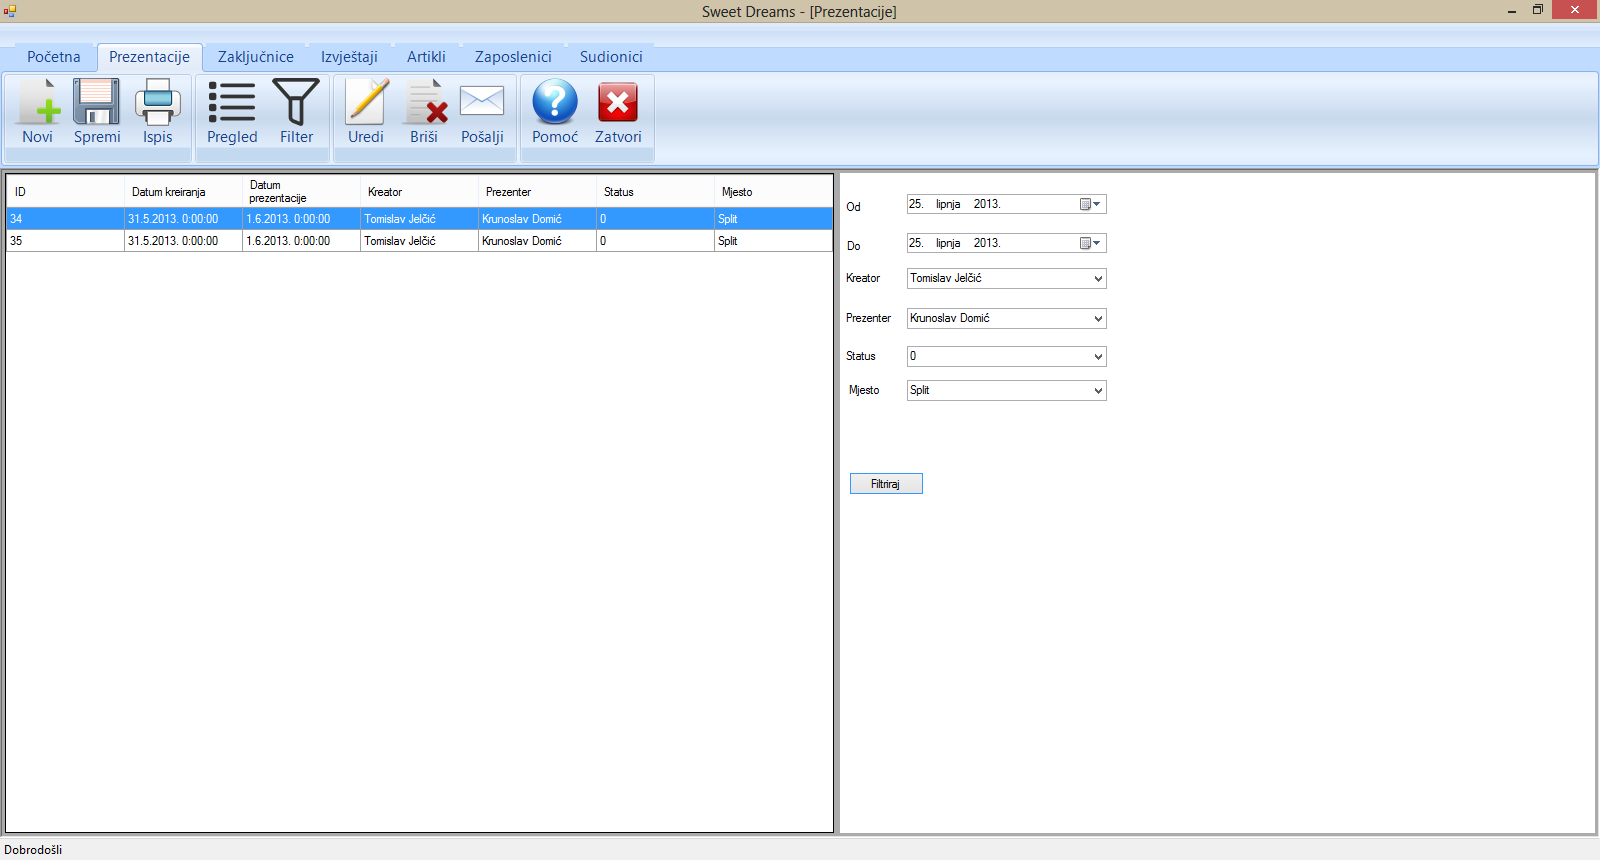 Sweet Dreams - [Prezentacije]
Početna Prezentacije Zaključnice Izvještaji Artikli Zaposlenici Sudionici
Novi Spremi Ispis Pregled Filter Uredi Briši Pošalji Pomoć Zatvori
ID Datum kreiranja Datum prezentacije Kreator Prezenter Status Mjesto
34 31.5.2013. 0:00:00 1.6.2013. 0:00:00 Tomislav Jelčić Krunoslav Domić 0 Split
35 31.5.2013. 0:00:00 1.6.2013. 0:00:00 Tomislav Jelčić Krunoslav Domić 0 Split
Od 25. lipnja 2013.
Do 25. lipnja 2013.
Kreator Tomislav Jelčić
Prezenter Krunoslav Domić
Status 0
Mjesto Split
Filtriraj
Dobrodošli